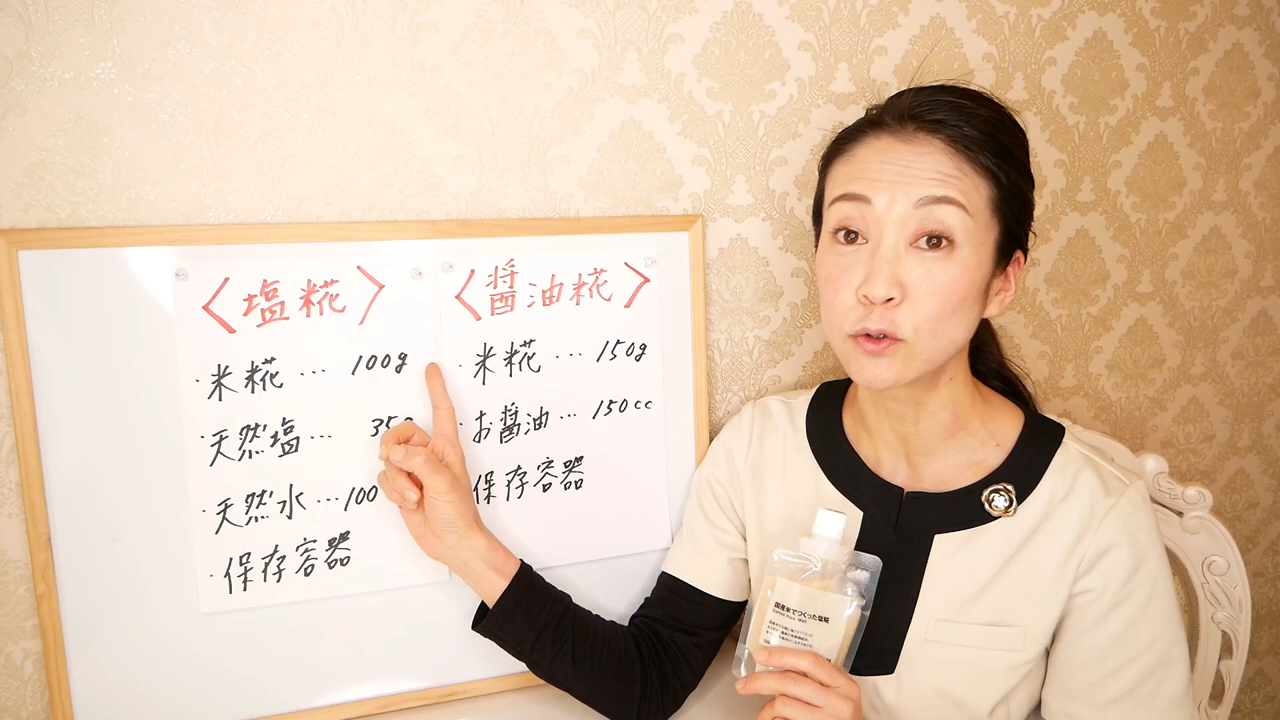 〈塩糀〉
・米糀… 100g
・天然塩… 35g
・天然水…100
・保存容器
〈醤油糀〉
・米糀… 150g
・お醤油… 150cc
保存容器
国産米でつくった塩糀